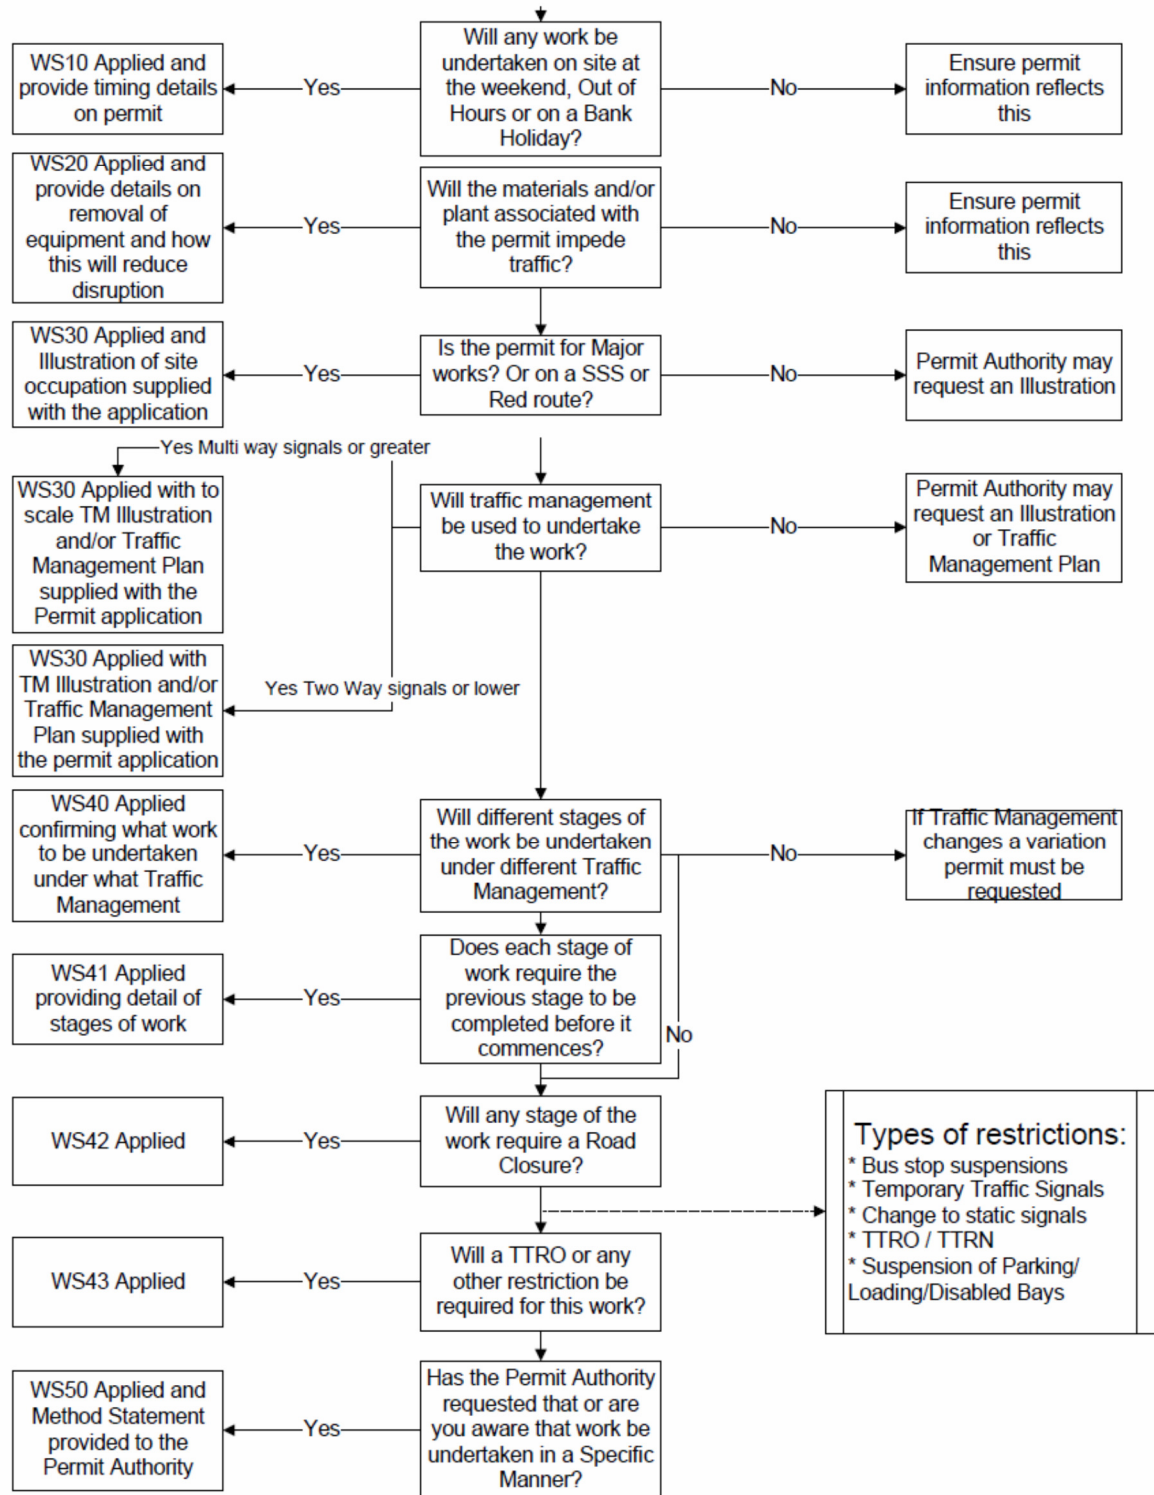 Will any work be
undertaken on site at
the weekend, Out of
Hours or on a Bank
Holiday?
WS10 Applied and
provide timing details
on permit
Yes
No
Ensure permit
information reflects
this
WS20 Applied and
provide details on
removal of
equipment and how
this will reduce
disruption
Yes
Will the materials and/or
plant associated with
the permit impede
traffic?
No
Ensure permit
information reflects
this
WS30 Applied and
Illustration of site
occupation supplied
with the application
Yes
Is the permit for Major
works? Or on a SSS or
Red route?
No
Permit Authority may
request an Illustration
Yes Multi way signals or greater
WS30 Applied with to
scale TM Illustration
and/or Traffic
Management Plan
supplied with the
Permit application
Will traffic management
be used to undertake
the work?
No
Permit Authority may
request an Illustration
or Traffic
Management Plan
WS30 Applied with
TM Illustration and/or
Traffic Management
Plan supplied with
the permit application
Yes Two Way signals or lower
WS40 Applied
confirming what work
to be undertaken
under what Traffic
Management
Yes
Will different stages of
the work be undertaken
under different Traffic
Management?
No
If Traffic Management
changes a variation
permit must be
requested
WS41 Applied
providing detail of
stages of work
Yes
Does each stage of
work require the
previous stage to be
completed before it
commences?
No
WS42 Applied
Yes
Will any stage of the
work require a Road
Closure?
Types of restrictions:
* Bus stop suspensions
* Temporary Traffic Signals
* Change to static signals
* TTRO / TTRN
* Suspension of Parking/
Loading/Disabled Bays
WS43 Applied
Yes
Will a TTRO or any
other restriction be
required for this work?
WS50 Applied and
Method Statement
provided to the
Permit Authority
Yes
Has the Permit Authority
requested that or are
you aware that work be
undertaken in a Specific
Manner?